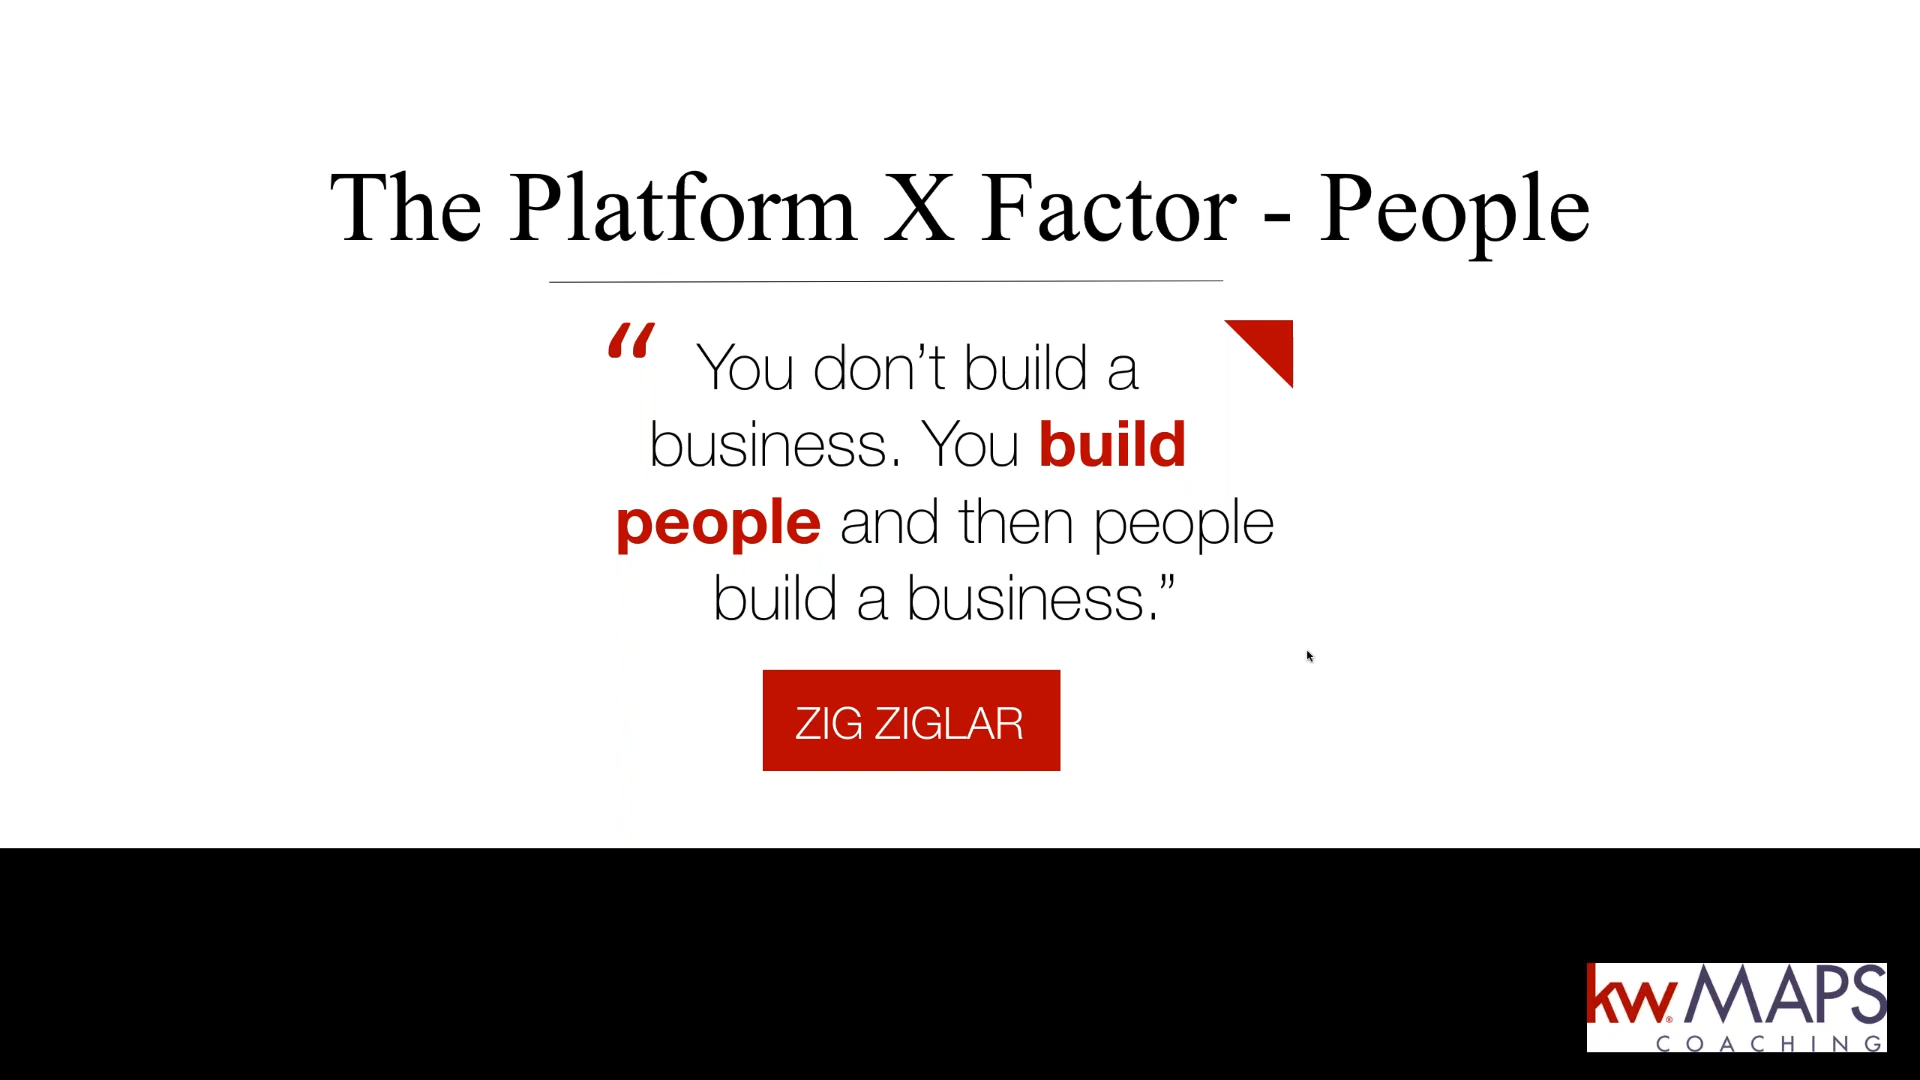 The Platform X Factor - People
“ You don’t build a
business. You build
people and then people
build a business.”
ZIG ZIGLAR
kw® MAPS
COACHING